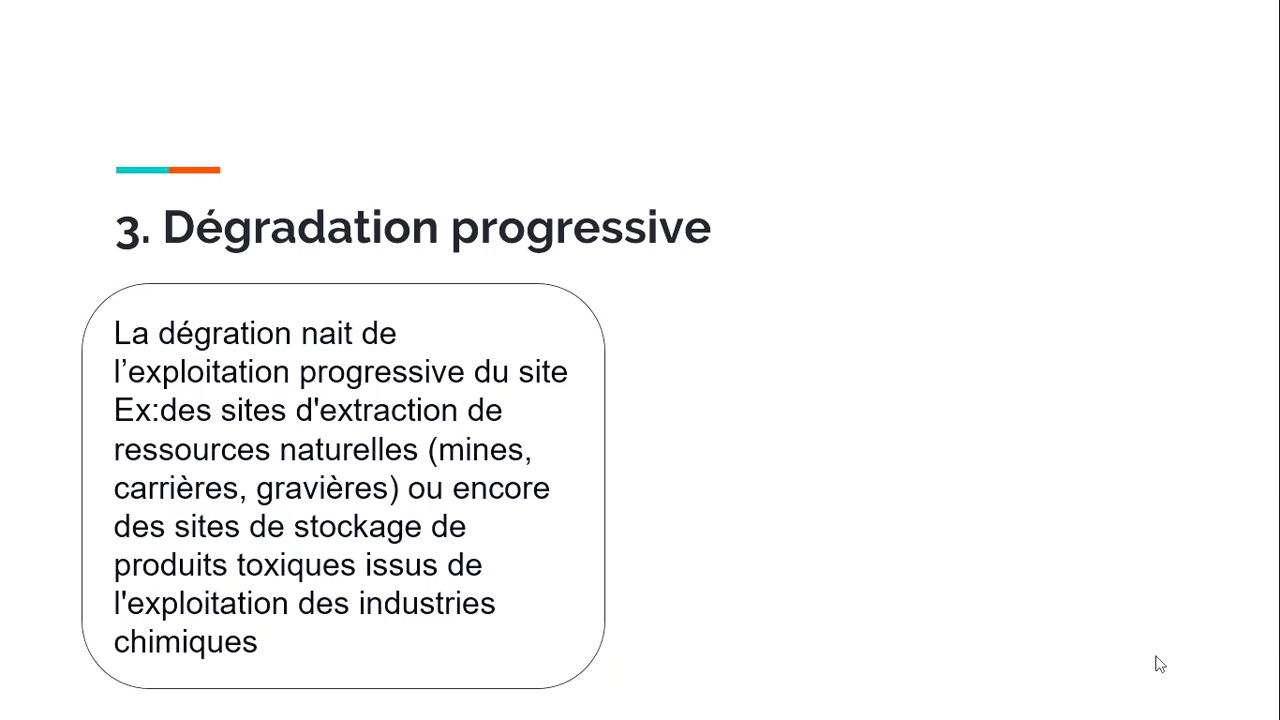 3. Dégradation progressive
La dégration nait de
l’exploitation progressive du site
Ex:des sites d'extraction de
ressources naturelles (mines,
carrières, gravières) ou encore
des sites de stockage de
produits toxiques issus de
l'exploitation des industries
chimiques